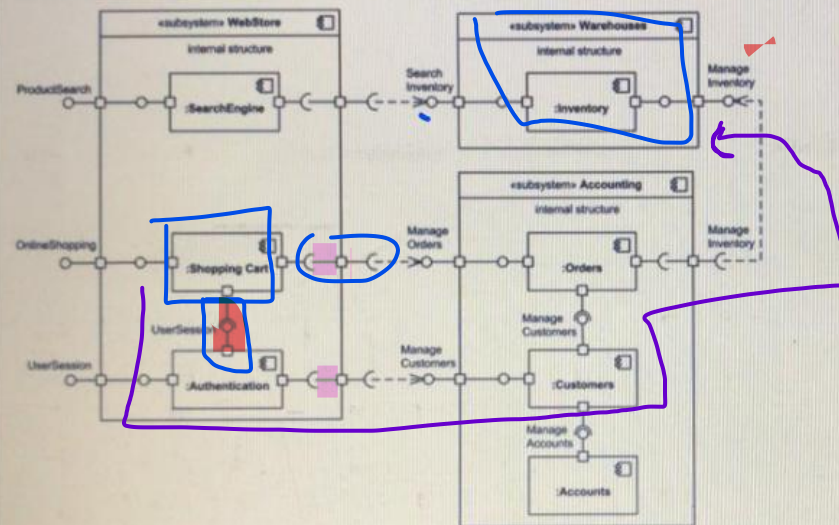 «subsystem» WebStore
internal structure
ProductSearch
:SearchEngine
Search
Inventory
«subsystem» Warehouses
internal structure
:Inventory
Manage
Inventory
OnlineShopping
:Shopping Cart
Manage
Orders
«subsystem» Accounting
internal structure
:Orders
Manage
Inventory
UserSession
Manage
Customers
UserSession
:Authentication
Manage
Customers
:Customers
Manage
Accounts
:Accounts